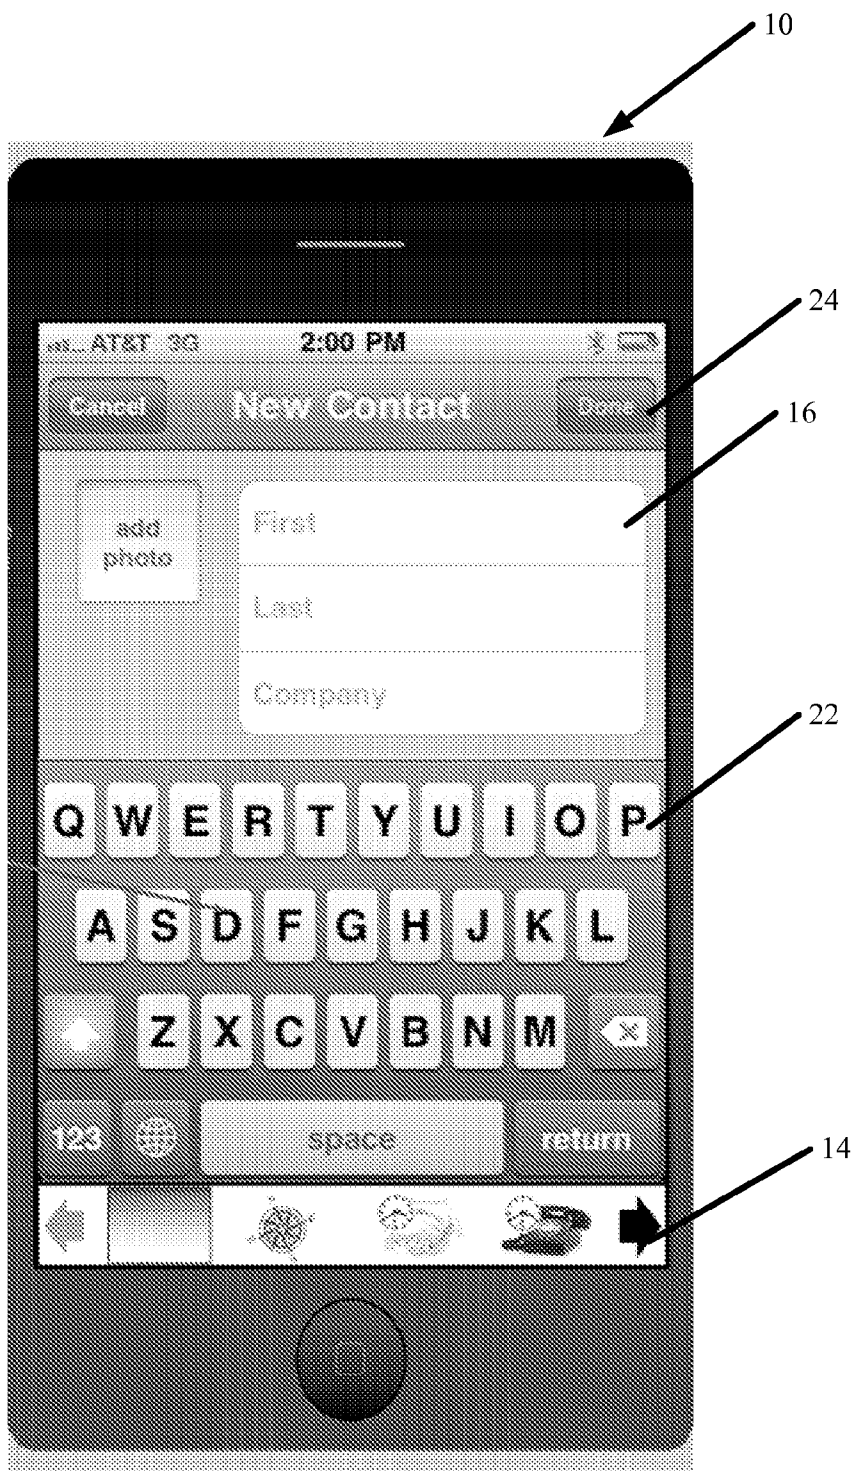 10
24
AT&T 3G 2:00 PM
Cancel New Contact Done
16
add
photo
First
Last
Company
22
Q W E R T Y U I O P
A S D F G H J K L
Z X C V B N M
123 space return
14